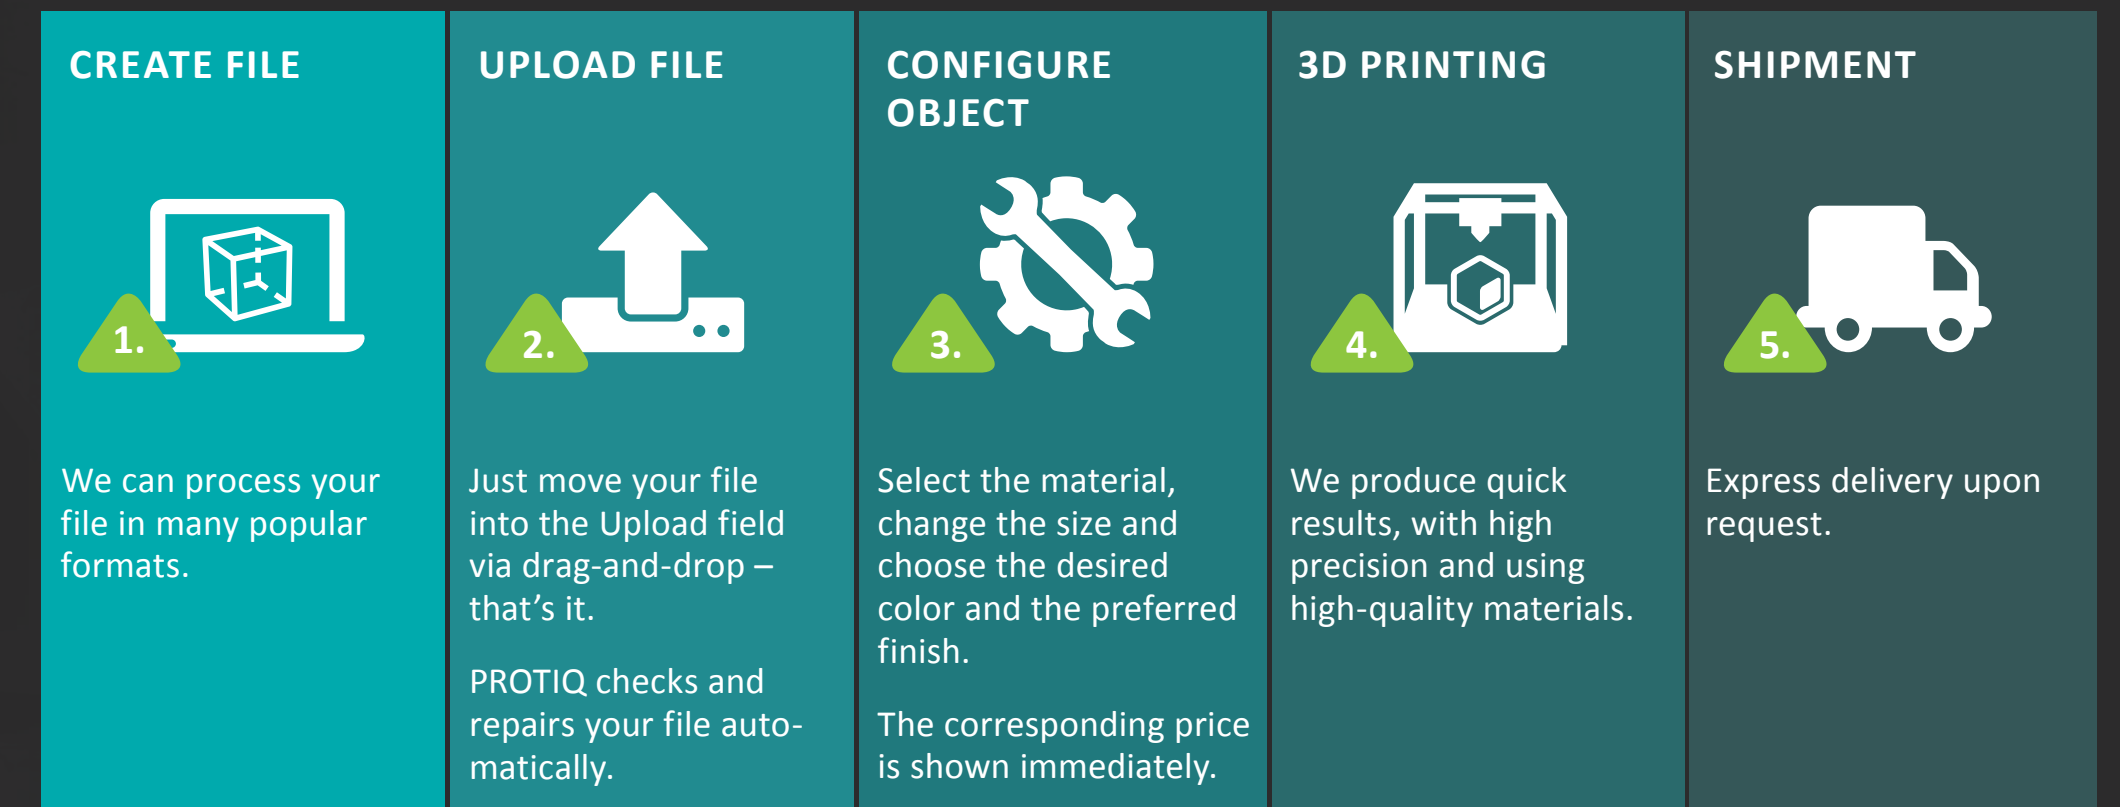 CREATE FILE
1.
We can process your
file in many popular
formats.
UPLOAD FILE
2.
Just move your file
into the Upload field
via drag-and-drop –
that’s it.
PROTIQ checks and
repairs your file auto-
matically.
CONFIGURE
OBJECT
3.
Select the material,
change the size and
choose the desired
color and the preferred
finish.
The corresponding price
is shown immediately.
3D PRINTING
4.
We produce quick
results, with high
precision and using
high-quality materials.
SHIPMENT
5.
Express delivery upon
request.